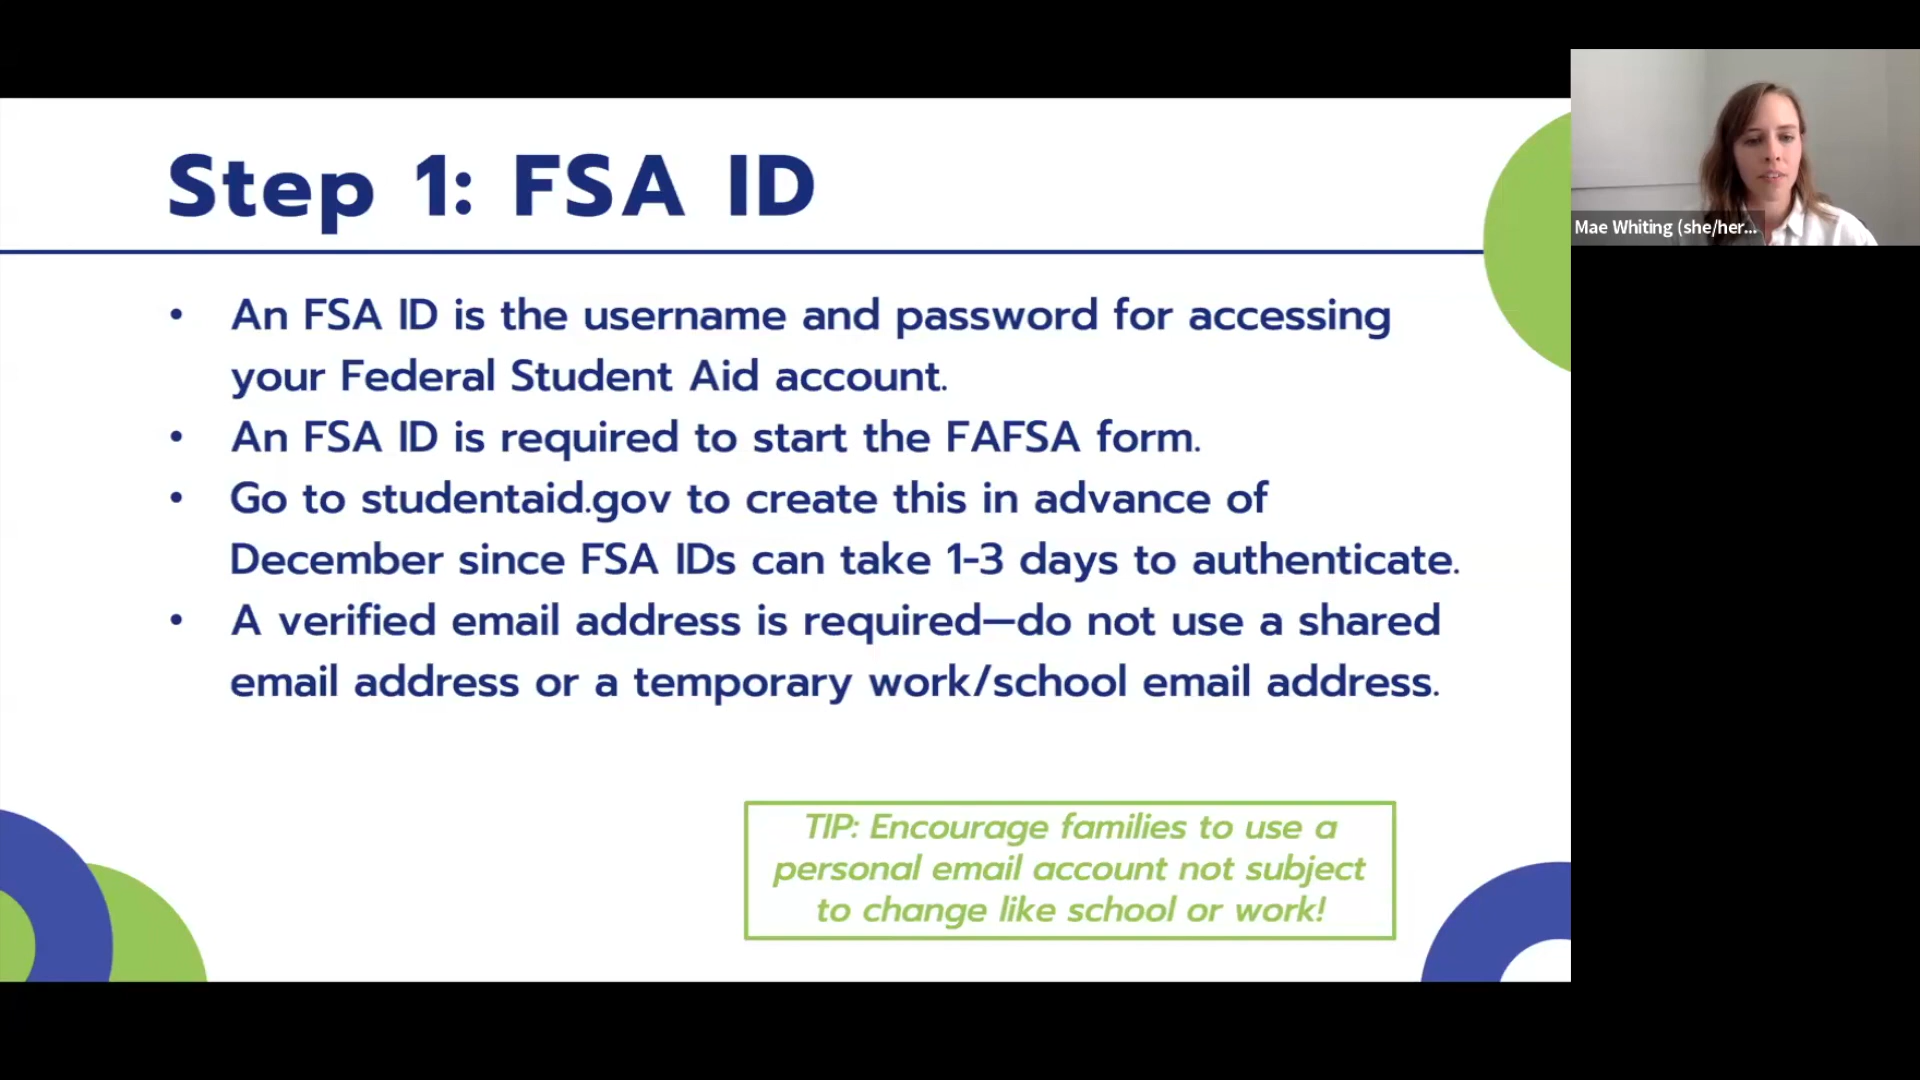 Step 1: FSA ID
• An FSA ID is the username and password for accessing
your Federal Student Aid account.
• An FSA ID is required to start the FAFSA form.
• Go to studentaid.gov to create this in advance of
December since FSA IDs can take 1-3 days to authenticate.
• A verified email address is required—do not use a shared
email address or a temporary work/school email address.
TIP: Encourage families to use a
personal email account not subject
to change like school or work!
Mae Whiting (she/her...